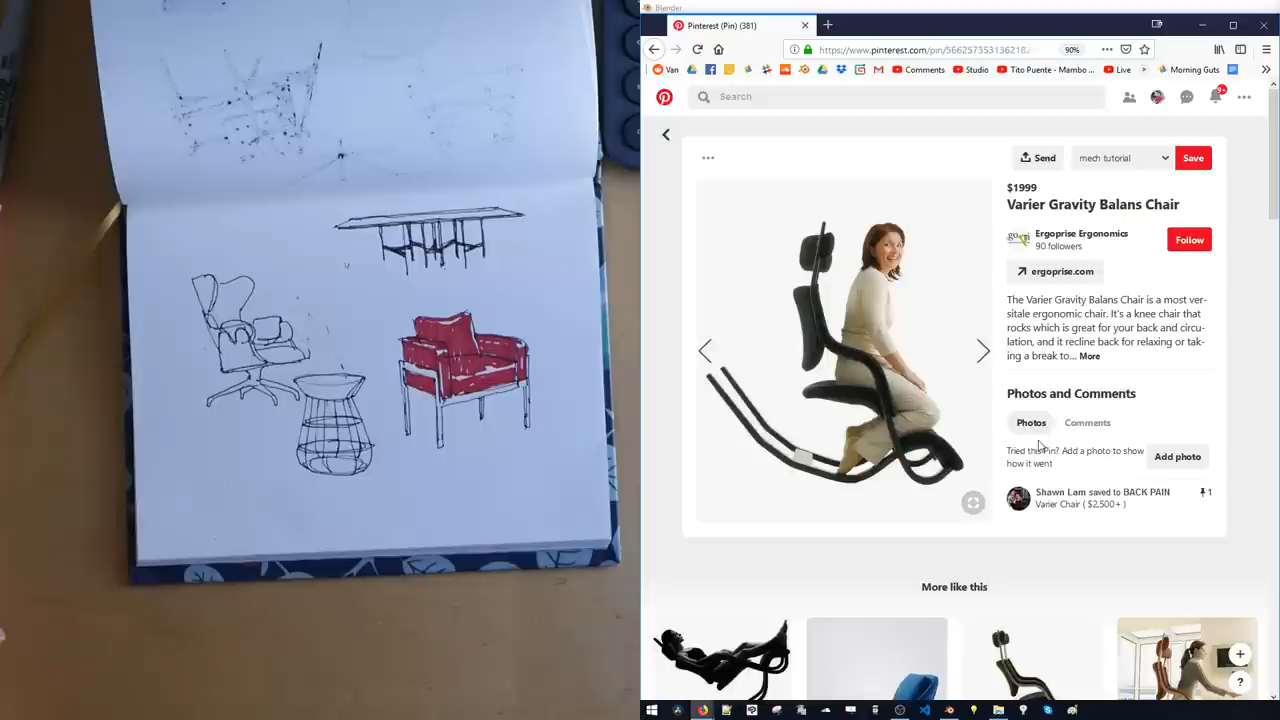 Blender
Pinterest (Pin) (381)
https://www.pinterest.com/pin/5662573531362182
90%
Van
Comments
Studio
Tito Puente - Mambo ...
Live
Morning Guts
Search
9+
Send
mech tutorial
Save
$1999
Varier Gravity Balans Chair
Ergoprise Ergonomics
90 followers
Follow
ergoprise.com
The Varier Gravity Balans Chair is a most ver-
sitale ergonomic chair. It's a knee chair that
rocks which is great for your back and circu-
lation, and it recline back for relaxing or tak-
ing a break to... More
Photos and Comments
Photos
Comments
Tried this Pin? Add a photo to show
how it went
Add photo
Shawn Lam saved to BACK PAIN
1
Varier Chair ( $2,500+ )
More like this